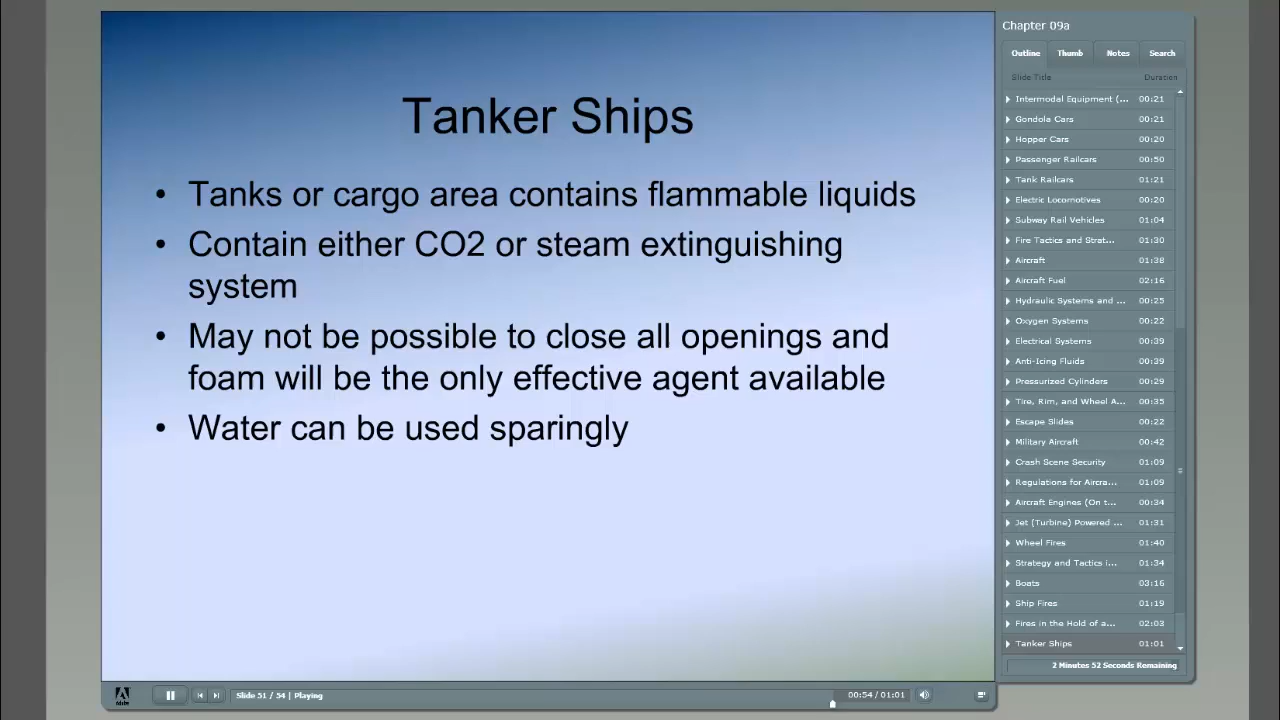 Tanker Ships
• Tanks or cargo area contains flammable liquids
• Contain either CO2 or steam extinguishing
system
• May not be possible to close all openings and
foam will be the only effective agent available
• Water can be used sparingly
Chapter 09a
Outline Thumb Notes Search
Slide Title Duration
Intermodal Equipment (... 00:21
Gondola Cars 00:21
Hopper Cars 00:20
Passenger Railcars 00:50
Tank Railcars 01:21
Electric Locomotives 00:20
Subway Rail Vehicles 01:04
Fire Tactics and Strat... 01:30
Aircraft 01:38
Aircraft Fuel 02:16
Hydraulic Systems and ... 00:25
Oxygen Systems 00:22
Electrical Systems 00:39
Anti-Icing Fluids 00:39
Pressurized Cylinders 00:29
Tire, Rim, and Wheel A... 00:35
Escape Slides 00:22
Military Aircraft 00:42
Crash Scene Security 01:09
Regulations for Aircra... 01:09
Aircraft Engines (On t... 00:34
Jet (Turbine) Powered ... 01:31
Wheel Fires 01:40
Strategy and Tactics i... 01:34
Boats 03:16
Ship Fires 01:19
Fires in the Hold of a... 02:03
Tanker Ships 01:01
2 Minutes 52 Seconds Remaining
Adobe
Slide 51 / 54 | Playing
00:54 / 01:01